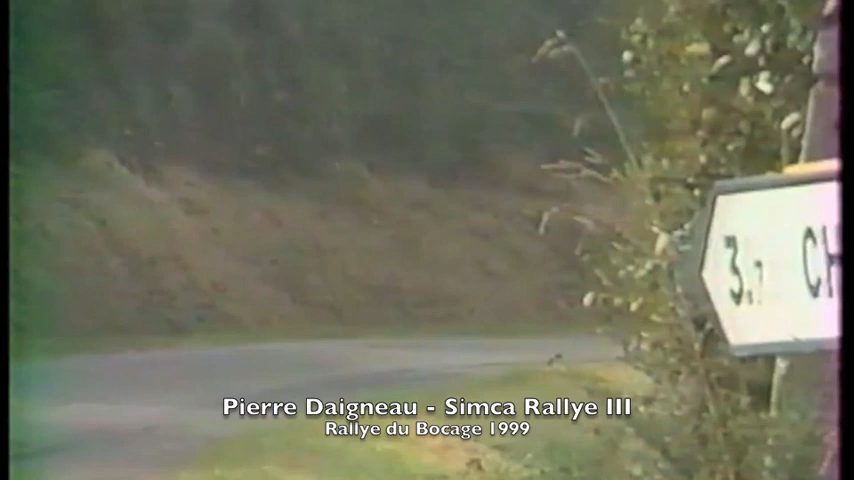 3.7 CH
Pierre Daigneau - Simca Rallye III
Rallye du Bocage 1999